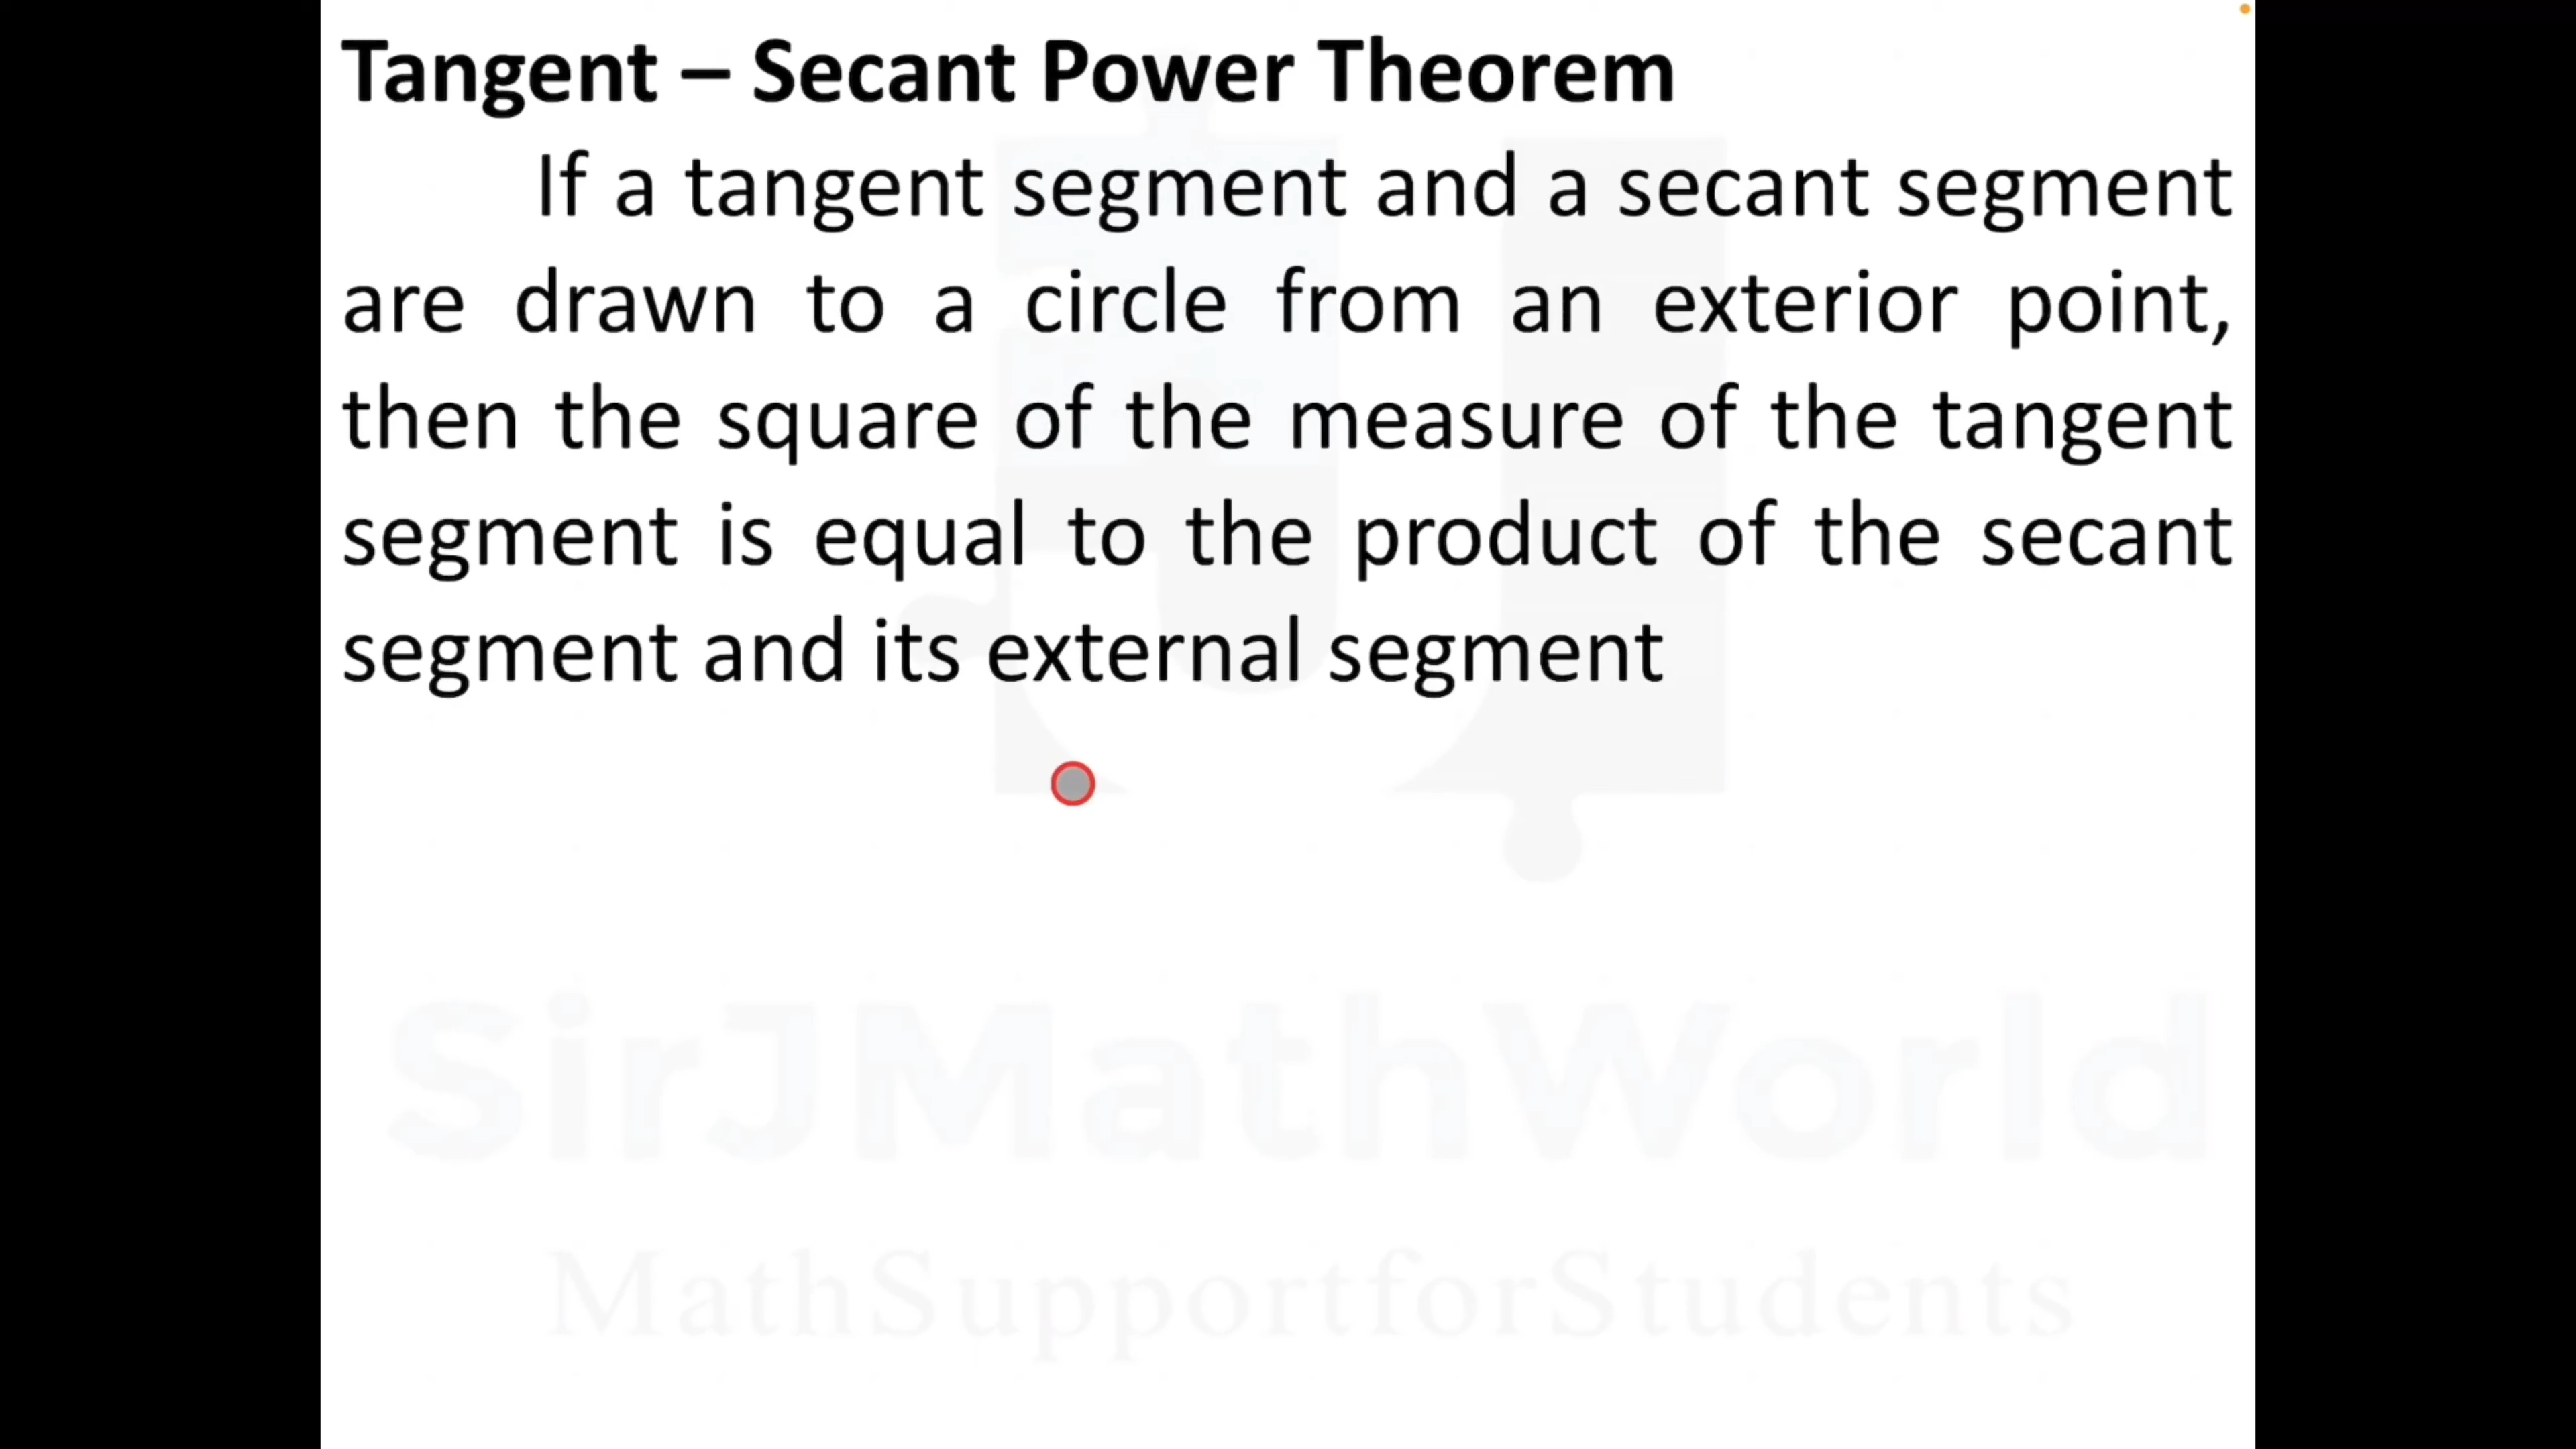 Tangent – Secant Power Theorem
If a tangent segment and a secant segment
are drawn to a circle from an exterior point,
then the square of the measure of the tangent
segment is equal to the product of the secant
segment and its external segment
SirJMathWorld
MathSupportforStudents